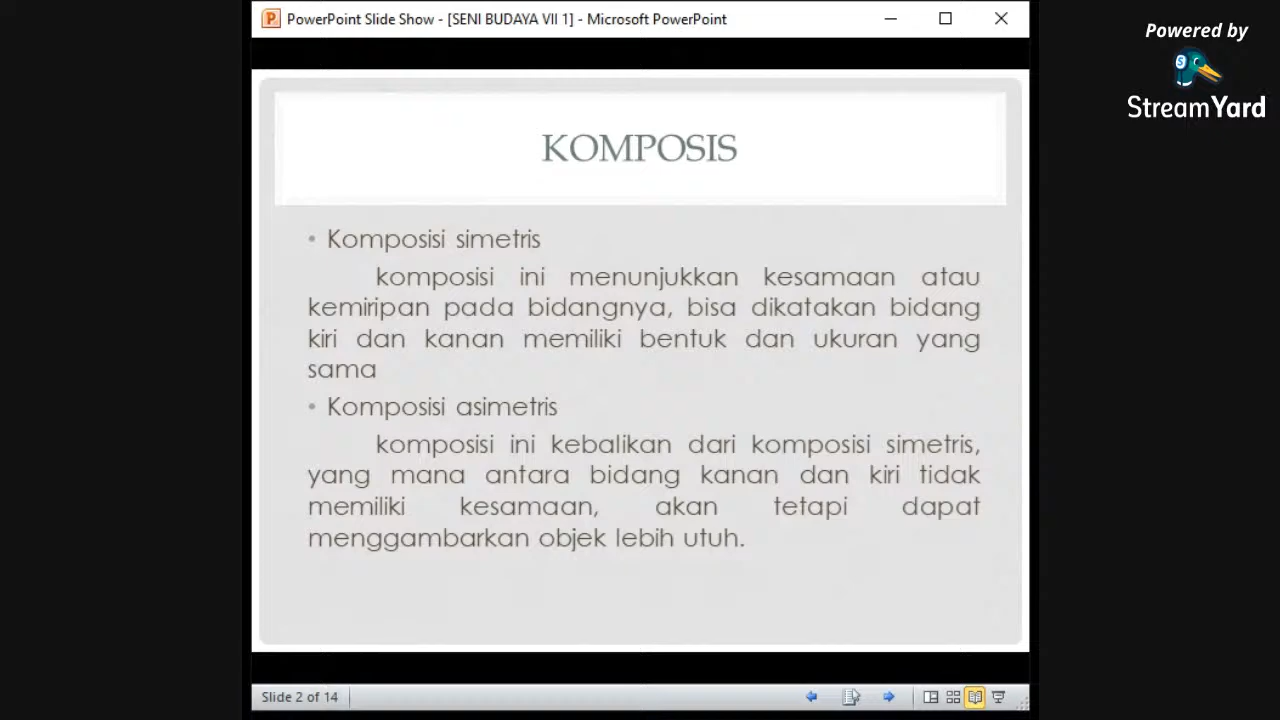 PowerPoint Slide Show - [SENI BUDAYA VII 1] - Microsoft PowerPoint
Powered by
StreamYard
KOMPOSIS
• Komposisi simetris
komposisi ini menunjukkan kesamaan atau
kemiripan pada bidangnya, bisa dikatakan bidang
kiri dan kanan memiliki bentuk dan ukuran yang
sama
• Komposisi asimetris
komposisi ini kebalikan dari komposisi simetris,
yang mana antara bidang kanan dan kiri tidak
memiliki kesamaan, akan tetapi dapat
menggambarkan objek lebih utuh.
Slide 2 of 14